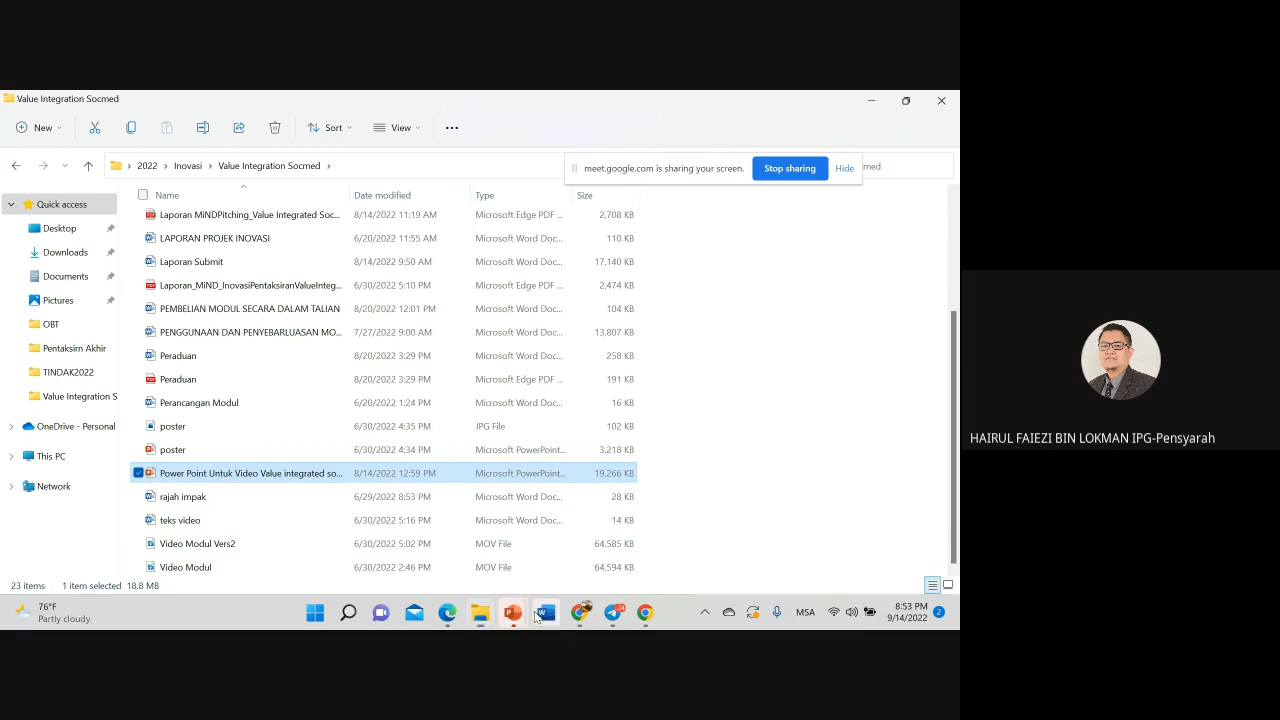 Value Integration Socmed
New
Sort
View
2022 > Inovasi > Value Integration Socmed >
meet.google.com is sharing your screen. Stop sharing Hide
Name Date modified Type Size
Quick access
Desktop
Downloads
Documents
Pictures
OBT
Pentaksirn Akhir
TINDAK2022
Value Integration S
OneDrive - Personal
This PC
Network
Laporan MiNDPitching_Value Integrated Soc... 8/14/2022 11:19 AM Microsoft Edge PDF ... 2,708 KB
LAPORAN PROJEK INOVASI 6/20/2022 11:55 AM Microsoft Word Doc... 110 KB
Laporan Submit 8/14/2022 9:50 AM Microsoft Word Doc... 17,140 KB
Laporan_MiND_InovasiPentaksiranValueInteg... 6/30/2022 5:10 PM Microsoft Edge PDF ... 2,474 KB
PEMBELIAN MODUL SECARA DALAM TALIAN 8/20/2022 12:01 PM Microsoft Word Doc... 104 KB
PENGGUNAAN DAN PENYEBARLUASAN MO... 7/27/2022 9:00 AM Microsoft Word Doc... 13,807 KB
Peraduan 8/20/2022 3:29 PM Microsoft Word Doc... 258 KB
Peraduan 8/20/2022 3:29 PM Microsoft Edge PDF ... 191 KB
Perancangan Modul 6/20/2022 1:24 PM Microsoft Word Doc... 16 KB
poster 6/30/2022 4:35 PM JPG File 102 KB
poster 6/30/2022 4:34 PM Microsoft PowerPoint... 3,218 KB
Power Point Untuk Video Value integrated so... 8/14/2022 12:59 PM Microsoft PowerPoint... 19,266 KB
rajah impak 6/29/2022 8:53 PM Microsoft Word Doc... 28 KB
teks video 6/30/2022 5:16 PM Microsoft Word Doc... 14 KB
Video Modul Vers2 6/30/2022 5:02 PM MOV File 64,585 KB
Video Modul 6/30/2022 2:46 PM MOV File 64,594 KB
23 items 1 item selected 18.8 MB
76°F
Partly cloudy
24
MSA
8:53 PM
9/14/2022
2
HAIRUL FAIEZI BIN LOKMAN IPG-Pensyarah